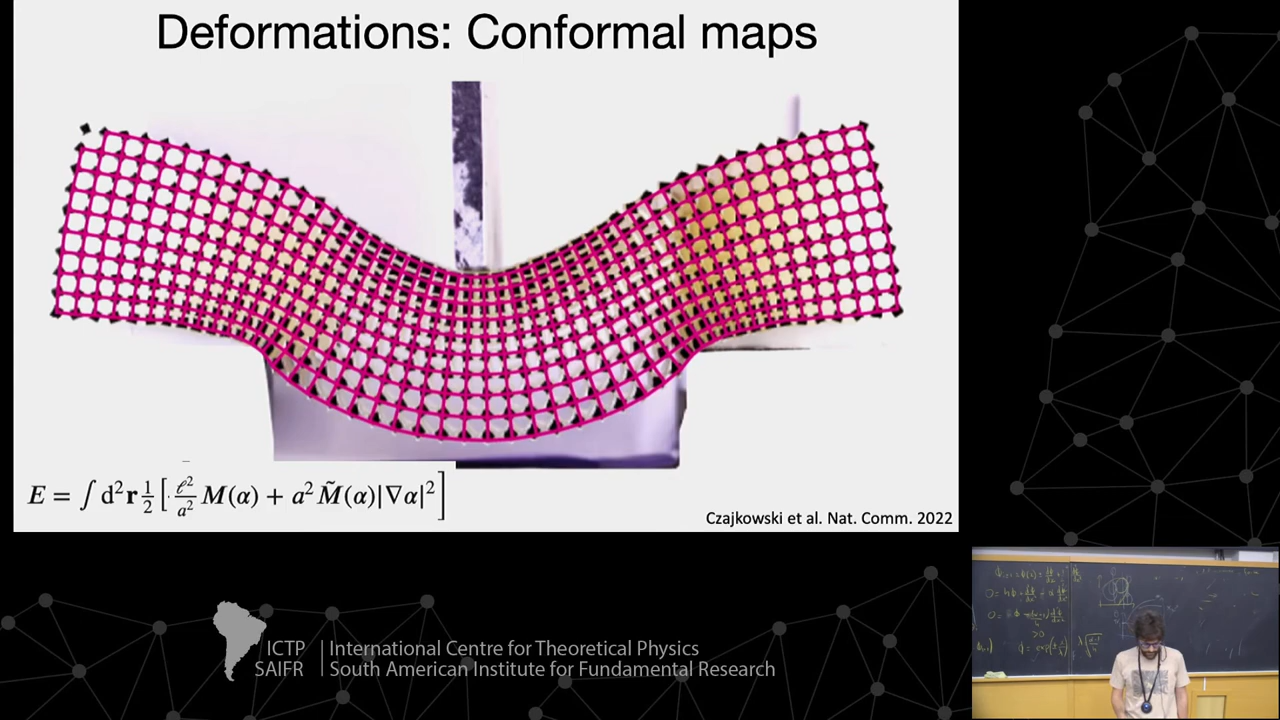 Deformations: Conformal maps
E = ∫ d²r ½ [ ℓ²/a² M(α) + a² M̃(α)|∇α|² ]
Czajkowski et al. Nat. Comm. 2022
ICTP | International Centre for Theoretical Physics
SAIFR | South American Institute for Fundamental Research